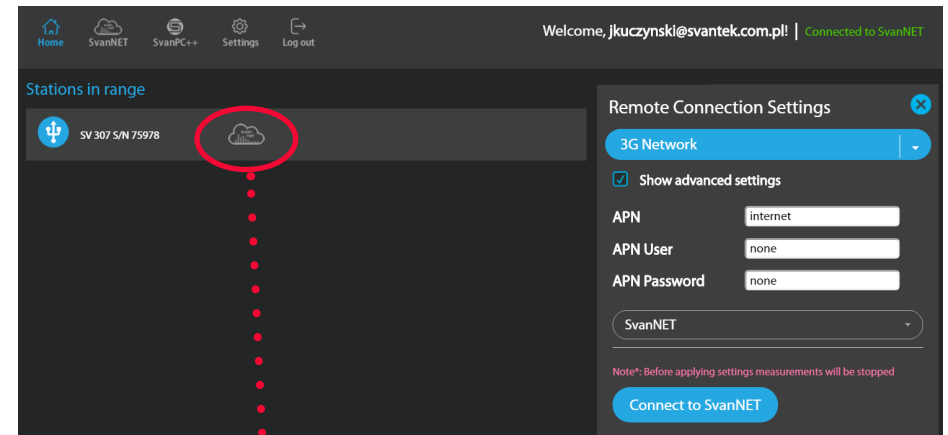 Home SvanNET SvanPC++ Settings Log out
Welcome, jkuczynski@svantek.com.pl! | Connected to SvanNET
Stations in range
SV 307 S/N 75978
Remote Connection Settings
3G Network
Show advanced settings
APN internet
APN User none
APN Password none
SvanNET
Note*: Before applying settings measurements will be stopped
Connect to SvanNET